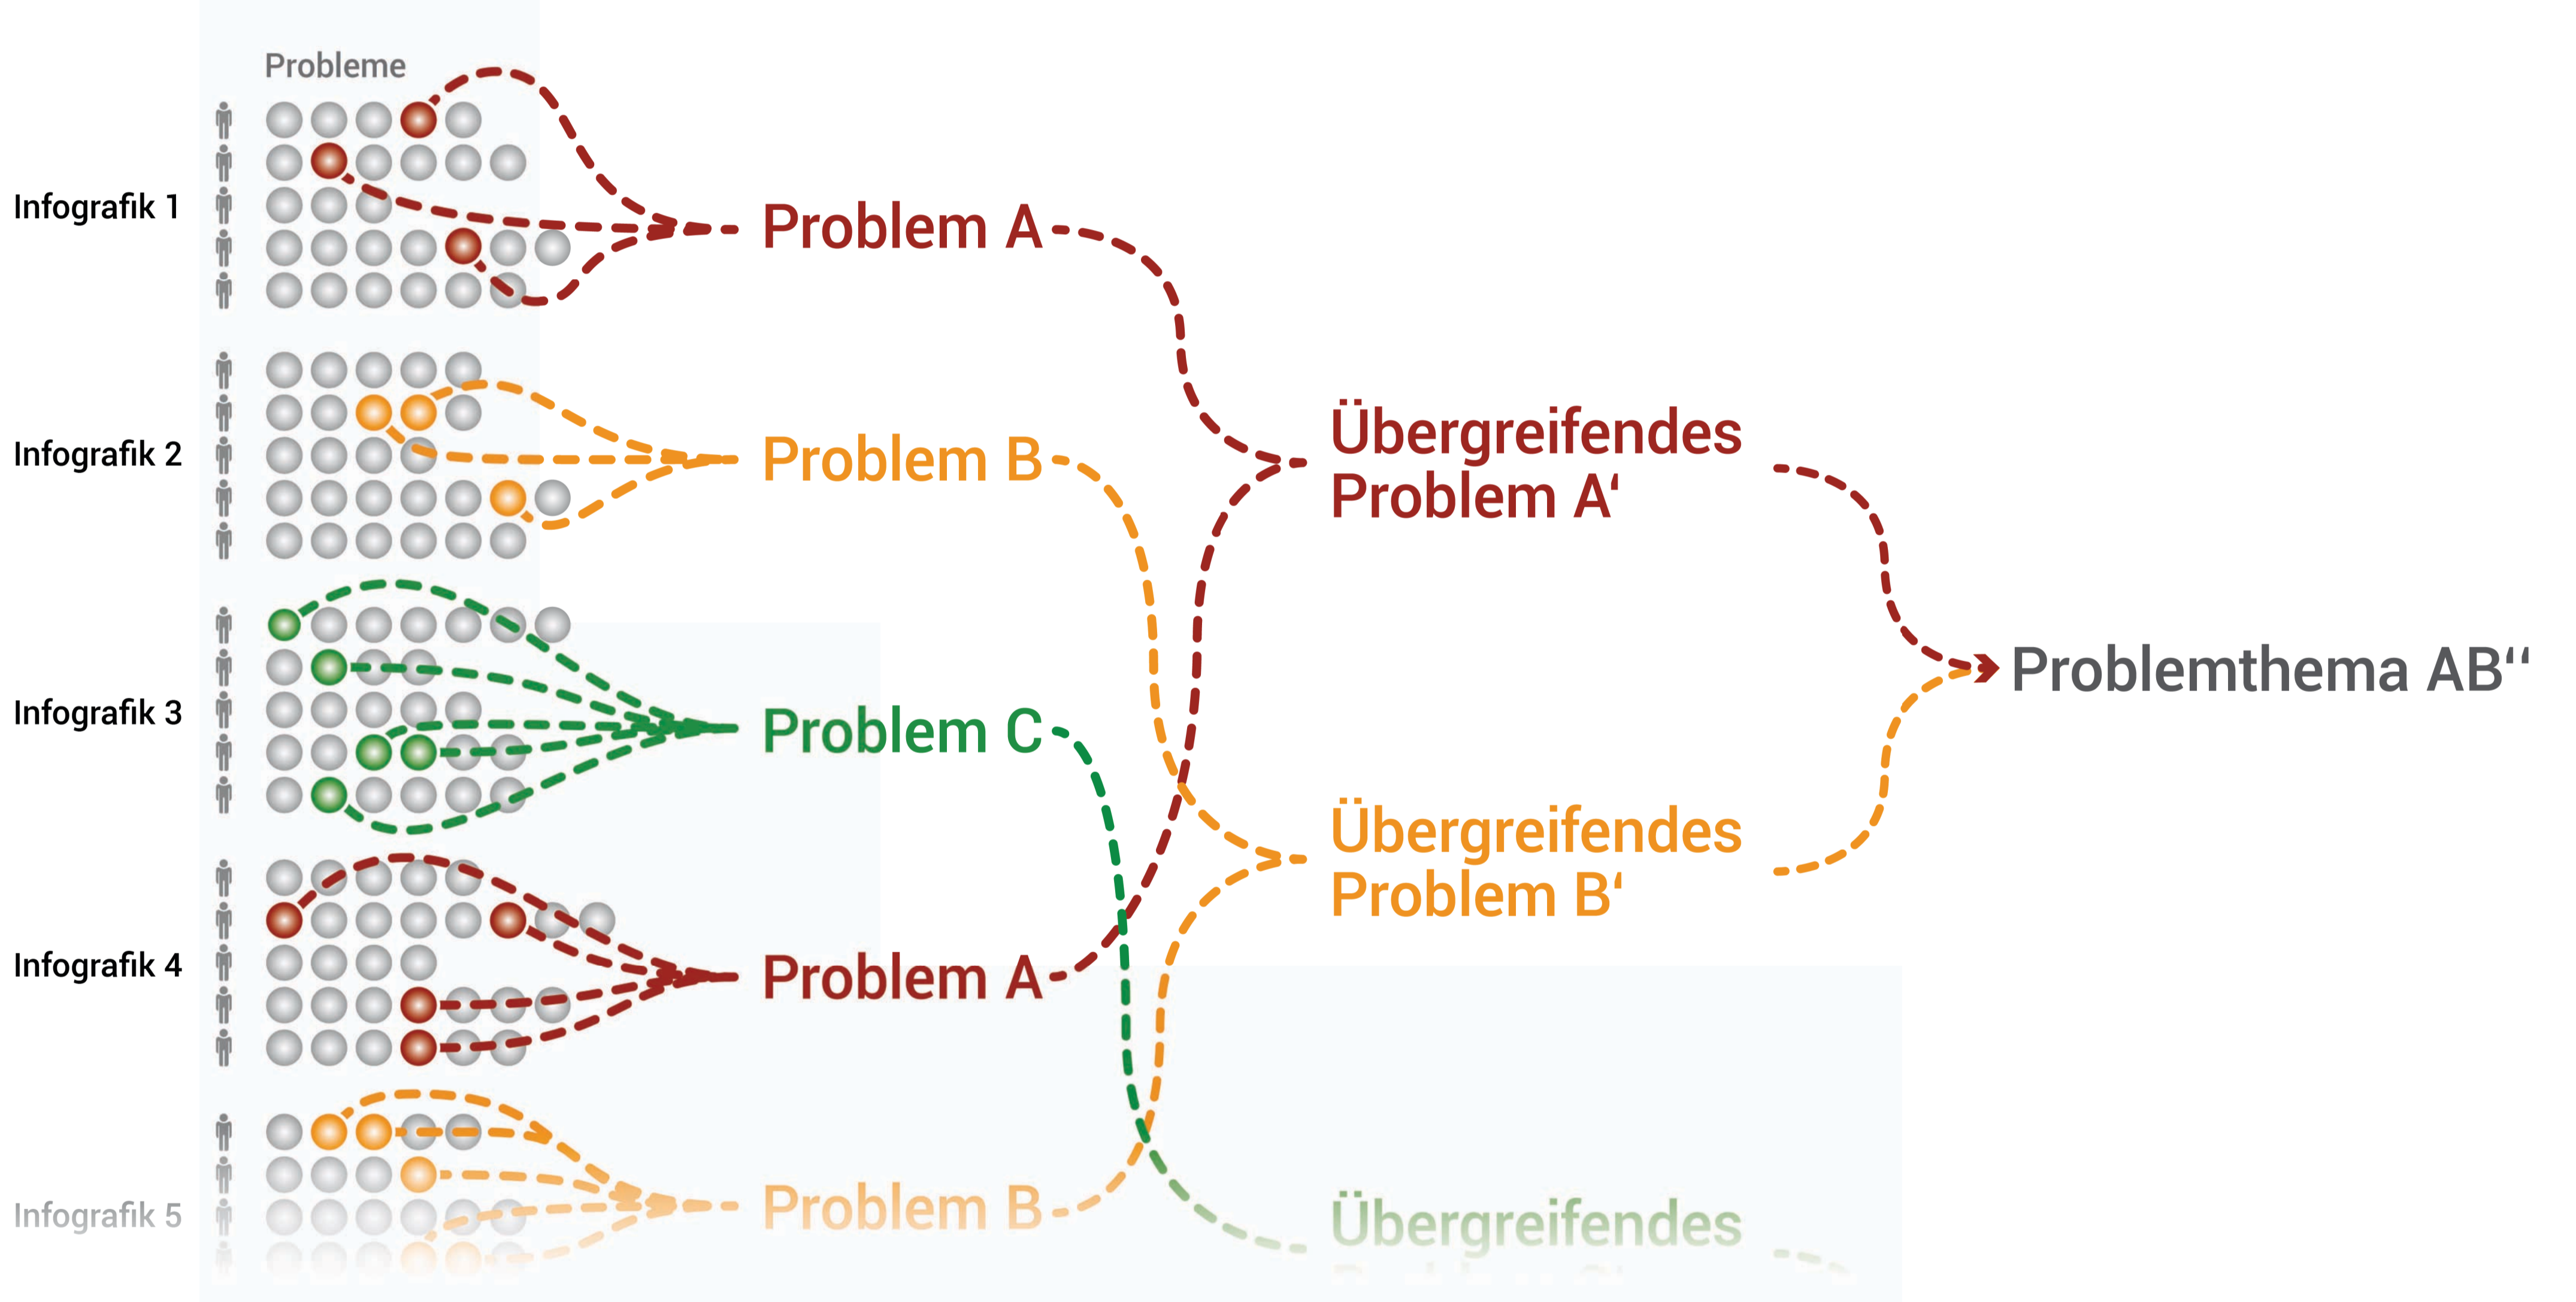 Probleme
Infografik 1
Problem A
Infografik 2
Problem B
Übergreifendes
Problem A‘
Infografik 3
Problem C
Problemthema AB“
Übergreifendes
Problem B‘
Infografik 4
Problem A
Infografik 5
Problem B
Übergreifendes